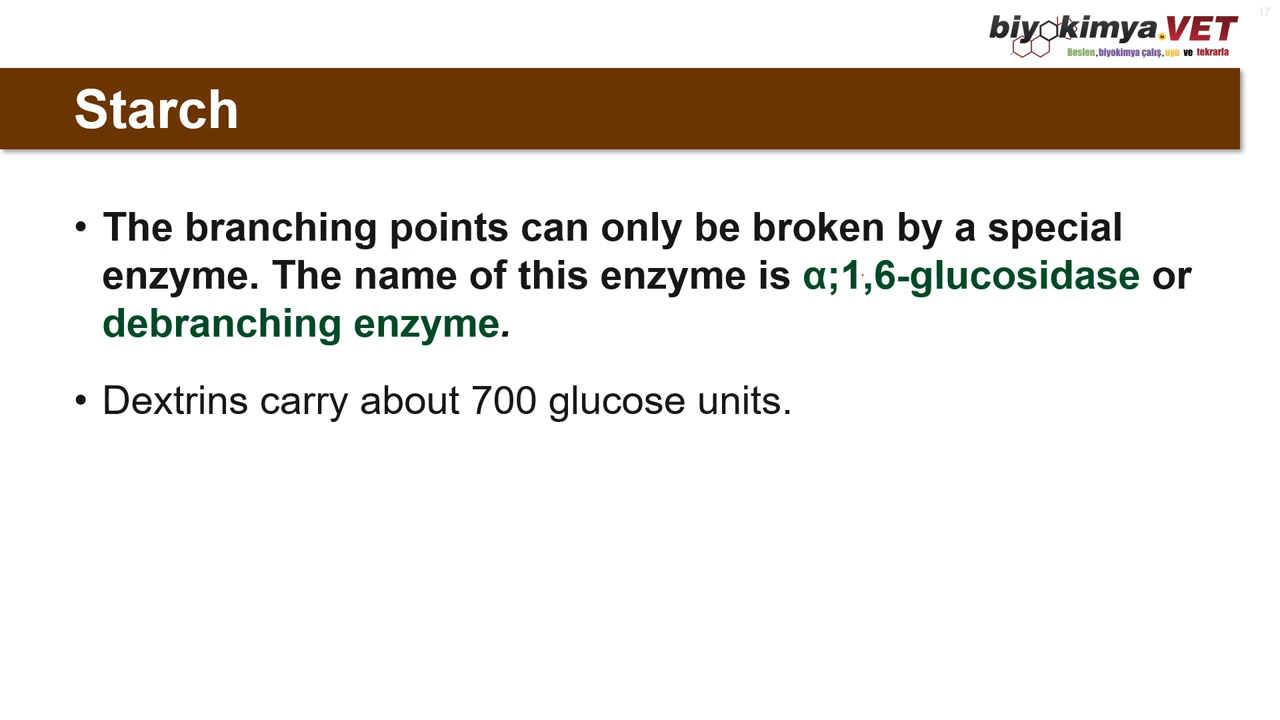 17
biyokimya.VET
Beslen,biyokimya çalış,uyu ve tekrarla
Starch
• The branching points can only be broken by a special
enzyme. The name of this enzyme is α;1,6-glucosidase or
debranching enzyme.
• Dextrins carry about 700 glucose units.